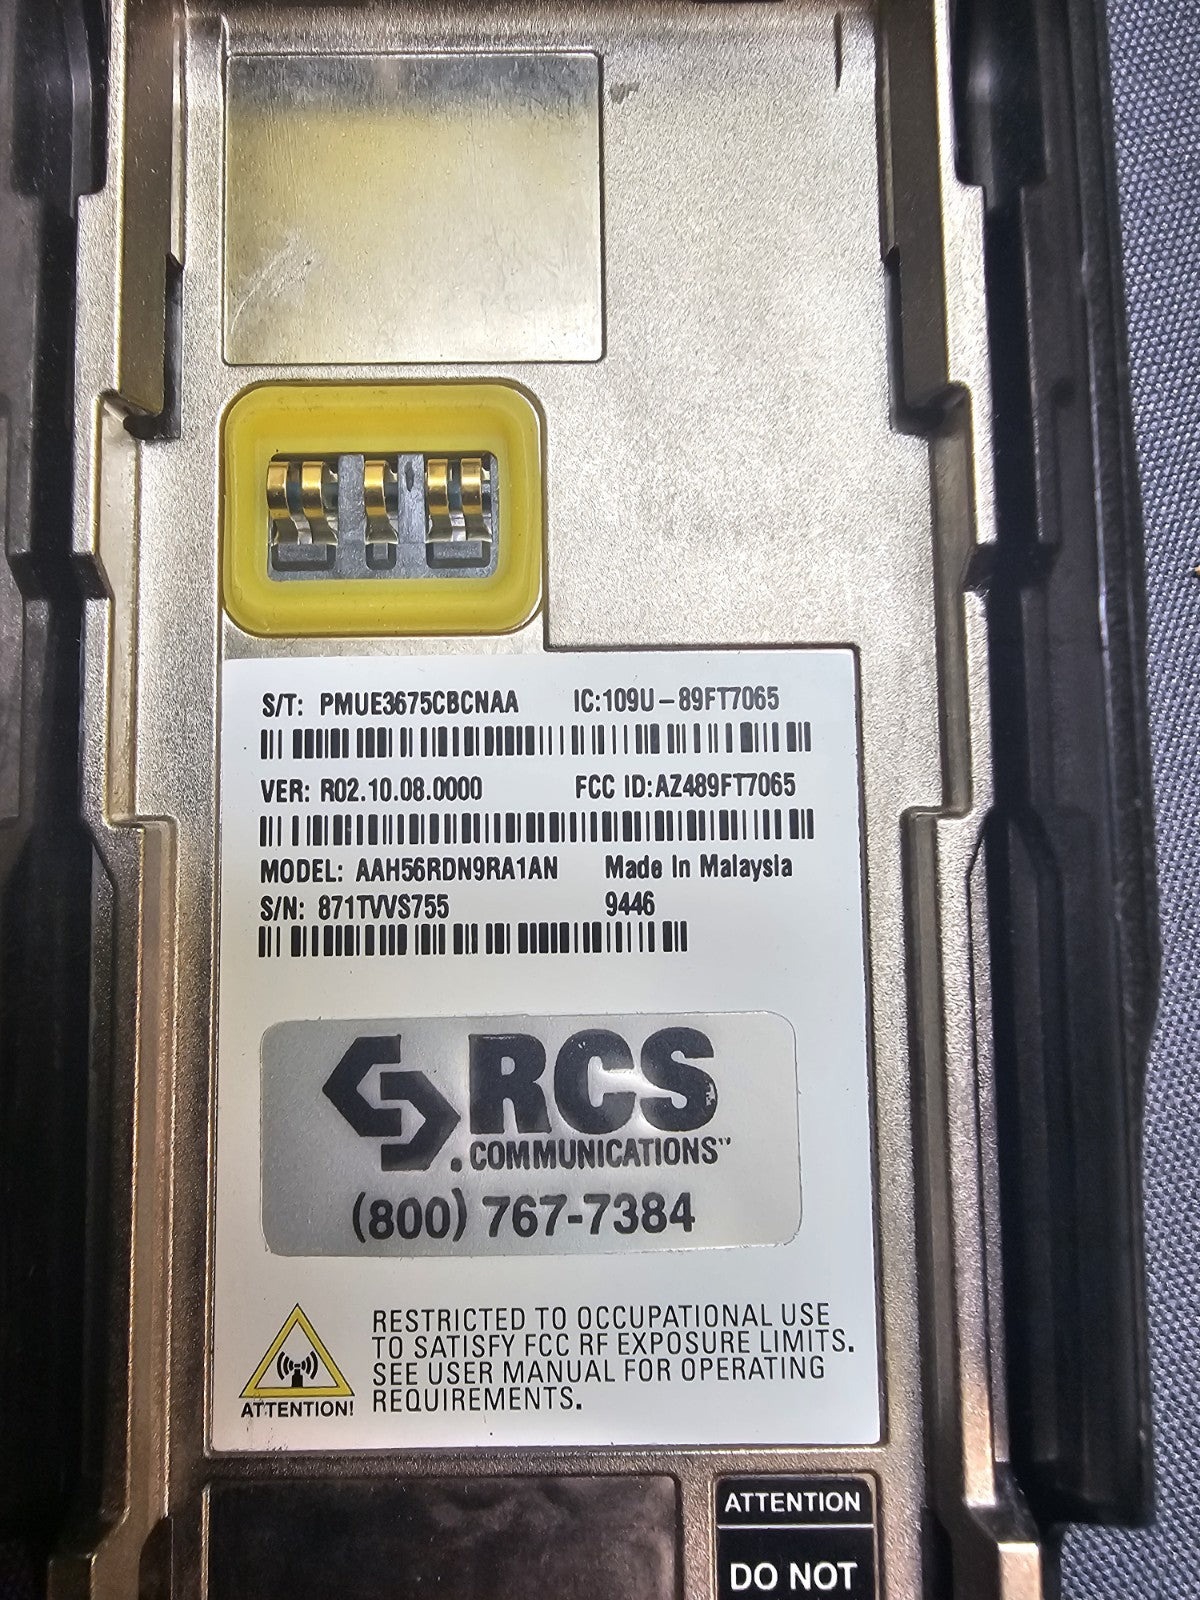 S/T: PMUE3675CBCNAA IC:109U-89FT7065
VER: R02.10.08.0000 FCC ID:AZ489FT7065
MODEL: AAH56RDN9RA1AN Made In Malaysia
S/N: 871TVVS755 9446
RCS
COMMUNICATIONS™
(800) 767-7384
RESTRICTED TO OCCUPATIONAL USE
TO SATISFY FCC RF EXPOSURE LIMITS.
SEE USER MANUAL FOR OPERATING
REQUIREMENTS.
ATTENTION!
ATTENTION
DO NOT